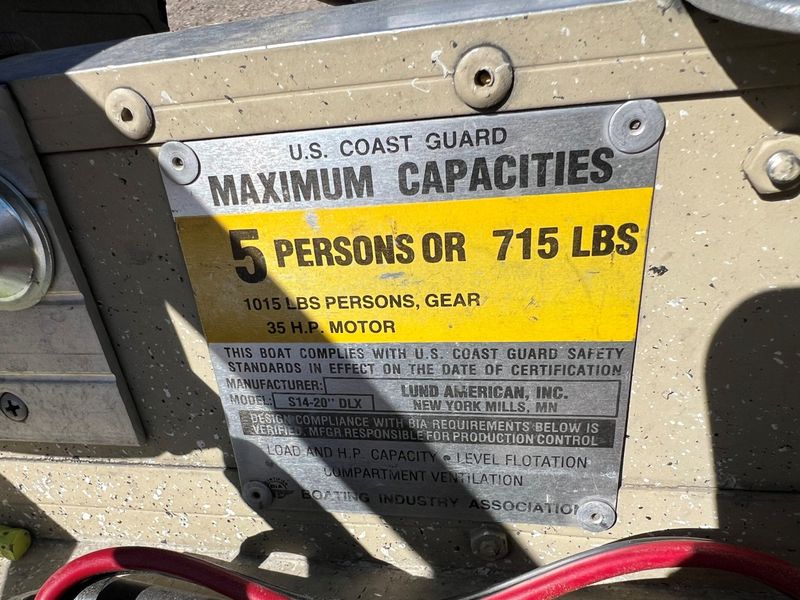 U.S. COAST GUARD
MAXIMUM CAPACITIES
5 PERSONS OR 715 LBS
1015 LBS PERSONS, GEAR
35 H.P. MOTOR
THIS BOAT COMPLIES WITH U.S. COAST GUARD SAFETY
STANDARDS IN EFFECT ON THE DATE OF CERTIFICATION
MANUFACTURER: LUND AMERICAN, INC.
MODEL: S14-20" DLX NEW YORK MILLS, MN
DESIGN COMPLIANCE WITH BIA REQUIREMENTS BELOW IS
VERIFIED. MFGR RESPONSIBLE FOR PRODUCTION CONTROL
LOAD AND H.P. CAPACITY • LEVEL FLOTATION
COMPARTMENT VENTILATION
BOATING INDUSTRY ASSOCIATION